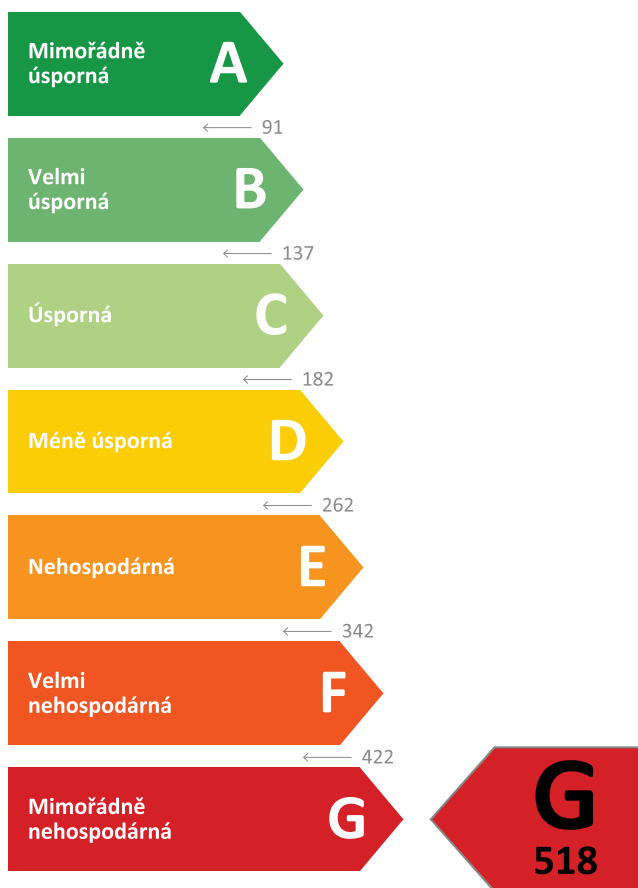 Mimořádně
úsporná
A
91
Velmi
úsporná
B
137
Úsporná
C
182
Méně úsporná
D
262
Nehospodárná
E
342
Velmi
nehospodárná
F
422
Mimořádně
nehospodárná
G
G
518